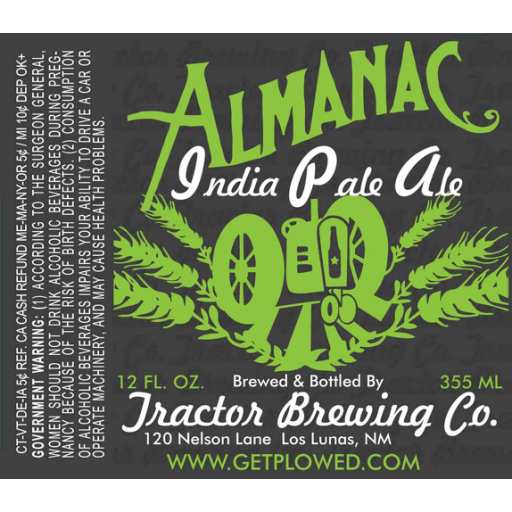 ALMANAC
India Pale Ale
12 FL. OZ. Brewed & Bottled By 355 ML
Tractor Brewing Co.
120 Nelson Lane Los Lunas, NM
WWW.GETPLOWED.COM
CT-VT-DE-IA 5¢ REF. CA CASH REFUND ME-MA-NY-OR 5¢ / MI 10¢ DEP OK+
GOVERNMENT WARNING: (1) ACCORDING TO THE SURGEON GENERAL,
WOMEN SHOULD NOT DRINK ALCOHOLIC BEVERAGES DURING PREG-
NANCY BECAUSE OF THE RISK OF BIRTH DEFECTS. (2) CONSUMPTION
OF ALCOHOLIC BEVERAGES IMPAIRS YOUR ABILITY TO DRIVE A CAR OR
OPERATE MACHINERY, AND MAY CAUSE HEALTH PROBLEMS.